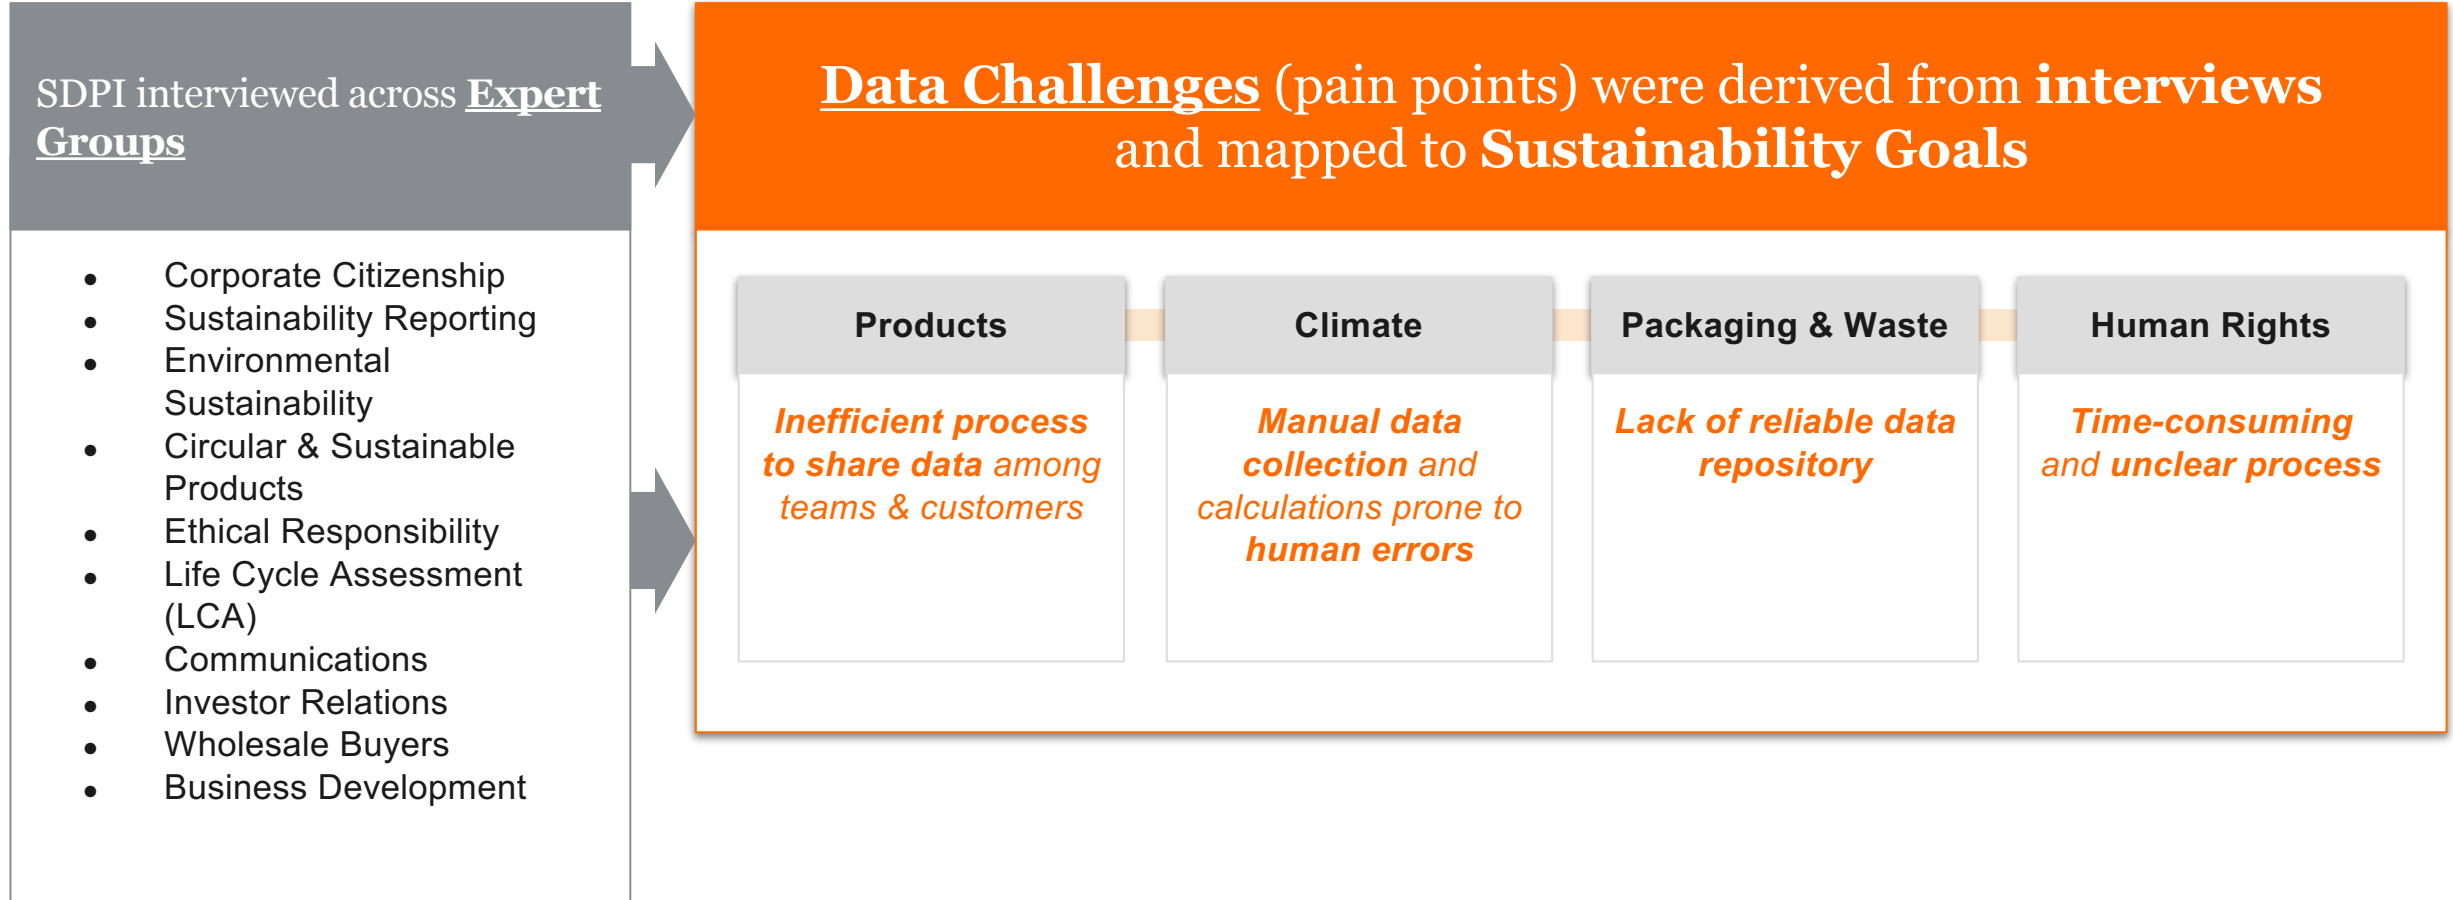 SDPI interviewed across Expert
Groups
Corporate Citizenship
Sustainability Reporting
Environmental
Sustainability
Circular & Sustainable
Products
Ethical Responsibility
Life Cycle Assessment
(LCA)
Communications
Investor Relations
Wholesale Buyers
Business Development
Data Challenges (pain points) were derived from interviews
and mapped to Sustainability Goals
Products
Inefficient process
to share data among
teams & customers
Climate
Manual data
collection and
calculations prone to
human errors
Packaging & Waste
Lack of reliable data
repository
Human Rights
Time-consuming
and unclear process